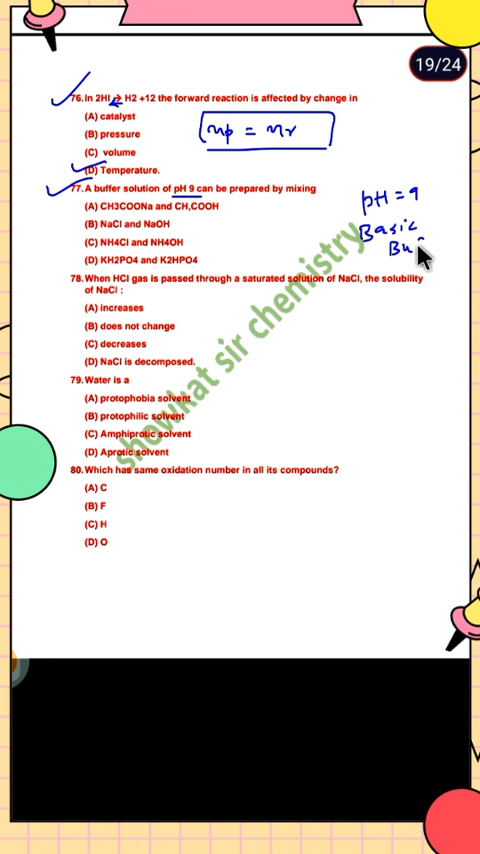 19/24
76.In 2HI ⇌ H2 +12 the forward reaction is affected by change in
(A) catalyst
(B) pressure
(C) volume
(D) Temperature.
np = nr
77.A buffer solution of pH 9 can be prepared by mixing
(A) CH3COONa and CH,COOH
(B) NaCl and NaOH
(C) NH4Cl and NH4OH
(D) KH2PO4 and K2HPO4
pH = 9
Basic
78.When HCl gas is passed through a saturated solution of NaCl, the solubility
of NaCl :
(A) increases
(B) does not change
(C) decreases
(D) NaCl is decomposed.
79.Water is a
(A) protophobia solvent
(B) protophilic solvent
(C) Amphiprotic solvent
(D) Aprotic solvent
80.Which has same oxidation number in all its compounds?
(A) C
(B) F
(C) H
(D) O
showkat sir chemistry